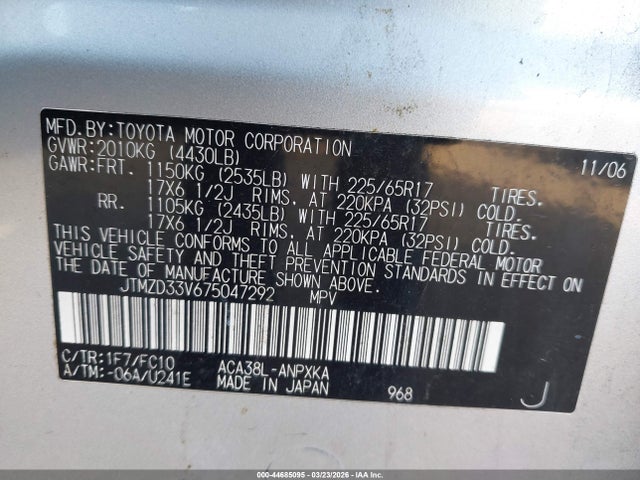 MFD.BY:TOYOTA MOTOR CORPORATION 11/06
GVWR:2010KG (4430LB)
GAWR:FRT. 1150KG (2535LB) WITH 225/65R17 TIRES.
17X6 1/2J RIMS. AT 220KPA (32PSI) COLD.
RR. 1105KG (2435LB) WITH 225/65R17 TIRES.
17X6 1/2J RIMS. AT 220KPA (32PSI) COLD.
THIS VEHICLE CONFORMS TO ALL APPLICABLE FEDERAL MOTOR
VEHICLE SAFETY AND THEFT PREVENTION STANDARDS IN EFFECT ON
THE DATE OF MANUFACTURE SHOWN ABOVE.
JTMZD33V675047292 MPV
C/TR:1F7/FC10 ACA38L-ANPXKA
A/TM:-06A/U241E MADE IN JAPAN 968 J
000-44685095 - 03/23/2026 - IAA Inc.